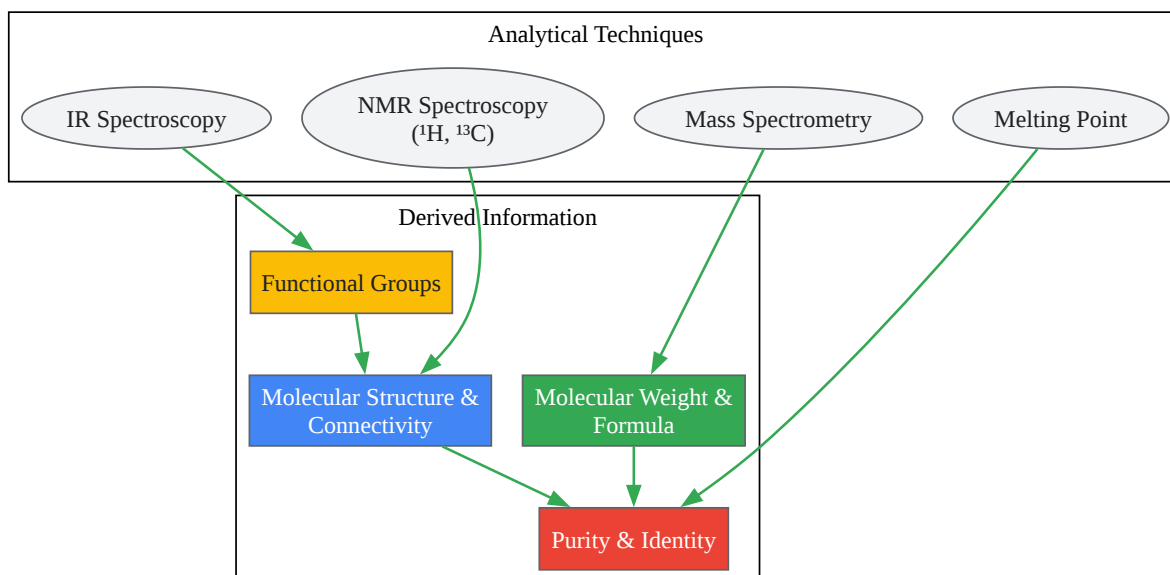 Analytical Techniques
IR Spectroscopy
NMR Spectroscopy
(¹H, ¹³C)
Mass Spectrometry
Melting Point
Derived Information
Functional Groups
Molecular Structure &
Connectivity
Molecular Weight &
Formula
Purity & Identity